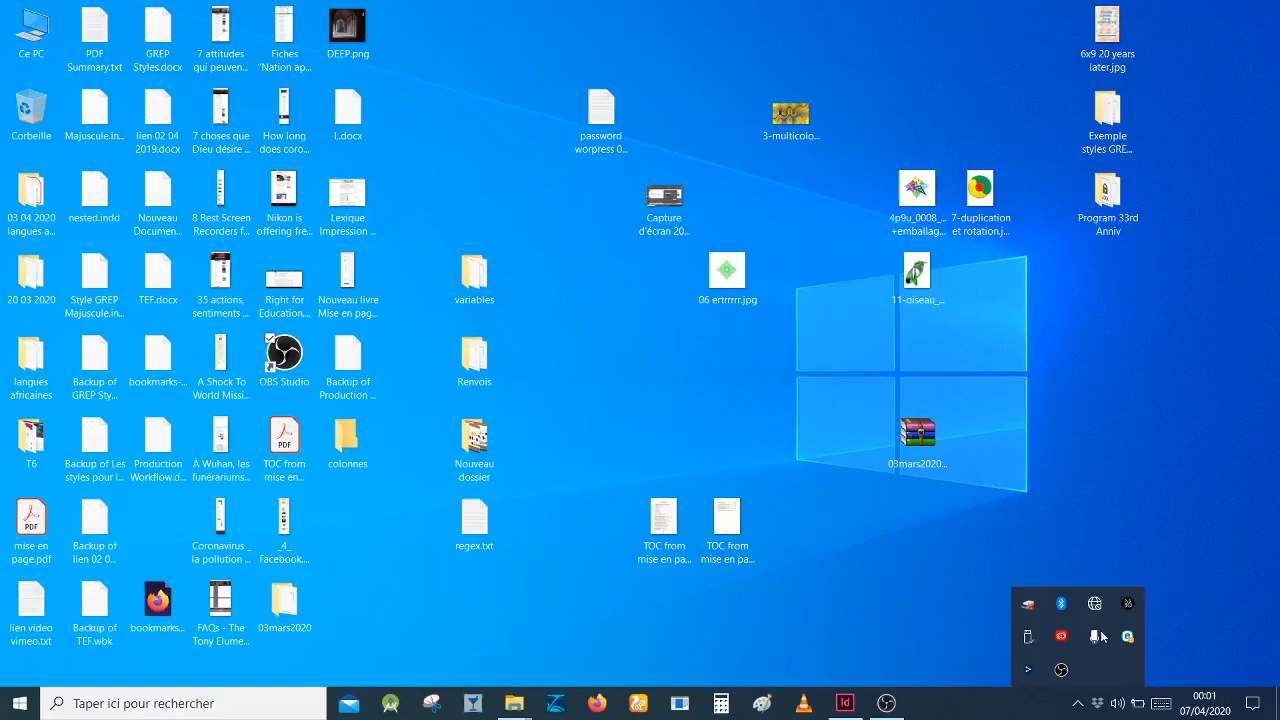 Ce PC
PDF
Summary.txt
GREP
Styles.docx
7 attitudes
qui peuven...
Fiches
"Nation ap...
DEEP.png
6x9 20 years
later.jpg
Corbeille
Majuscule.in...
lien 02 04
2019.docx
7 choses que
Dieu désire ...
How long
does coro...
l.docx
password
worpress 0...
3-multicolo...
Exemple
styles GRE...
03 04 2020
langues a...
nested.indd
Nouveau
Documen...
8 Best Screen
Recorders f...
Nikon is
offering fre...
Lexique
Impression ...
Capture
d'écran 20...
4p9u_0008_...
+emballag...
7-duplication
et rotation.j...
Program 33rd
Anniv
20 03 2020
Style GREP
Majuscule.in...
TEF.docx
35 actions,
sentiments ...
Right for
Education,...
Nouveau livre
Mise en pag...
variables
06 ertrrrrr.jpg
11-oiseau_...
langues
africaines
Backup of
GREP Sty...
bookmarks-...
A Shock To
World Missi...
OBS Studio
Backup of
Production ...
Renvois
T6
Backup of Les
styles pour l...
Production
Workflow.d...
À Wuhan, les
funérariums...
PDF
TOC from
mise en...
colonnes
Nouveau
dossier
03mars2020...
PDF
mise en
page.pdf
Backup of
lien 02 0...
Coronavirus _
la pollution ...
_4_
Facebook,...
regex.txt
TOC from
mise en pa...
TOC from
mise en pa...
lien video
vimeo.txt
Backup of
TEF.wbk
bookmarks...
FAQs - The
Tony Elume...
03mars2020
Taper ici pour rechercher
Id
00:01
07/04/2020